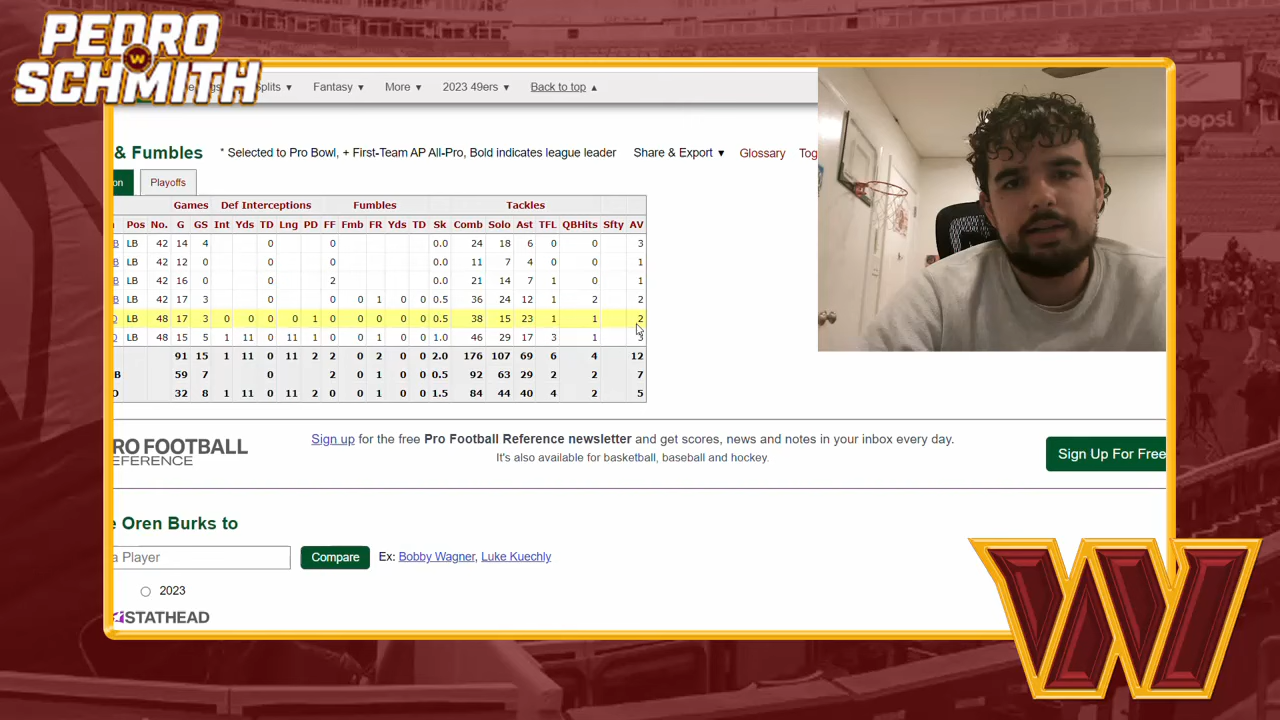 PEDRO
SCHMITH
Splits ▼ Fantasy ▼ More ▼ 2023 49ers ▼ Back to top ▲
& Fumbles * Selected to Pro Bowl, + First-Team AP All-Pro, Bold indicates league leader Share & Export ▼ Glossary Tog
on Playoffs
Games Def Interceptions Fumbles Tackles
Pos No. G GS Int Yds TD Lng PD FF Fmb FR Yds TD Sk Comb Solo Ast TFL QBHits Sfty AV
B LB 42 14 4 0 0 0.0 24 18 6 0 0 3
B LB 42 12 0 0 0 0.0 11 7 4 0 0 1
B LB 42 16 0 0 2 0.0 21 14 7 1 0 1
B LB 42 17 3 0 0 0 1 0 0 0.5 36 24 12 1 2 2
O LB 48 17 3 0 0 0 0 1 0 0 0 0 0 0.5 38 15 23 1 1 2
O LB 48 15 5 1 11 0 11 1 0 0 1 0 0 1.0 46 29 17 3 1 3
91 15 1 11 0 11 2 2 0 2 0 0 2.0 176 107 69 6 4 12
B 59 7 0 2 0 1 0 0 0.5 92 63 29 2 2 7
O 32 8 1 11 0 11 2 0 0 1 0 0 1.5 84 44 40 4 2 5
RO FOOTBALL
EFERENCE
Sign up for the free Pro Football Reference newsletter and get scores, news and notes in your inbox every day.
It's also available for basketball, baseball and hockey.
Sign Up For Free
e Oren Burks to
a Player Compare Ex: Bobby Wagner, Luke Kuechly
2023
STATHEAD
pepsi
W